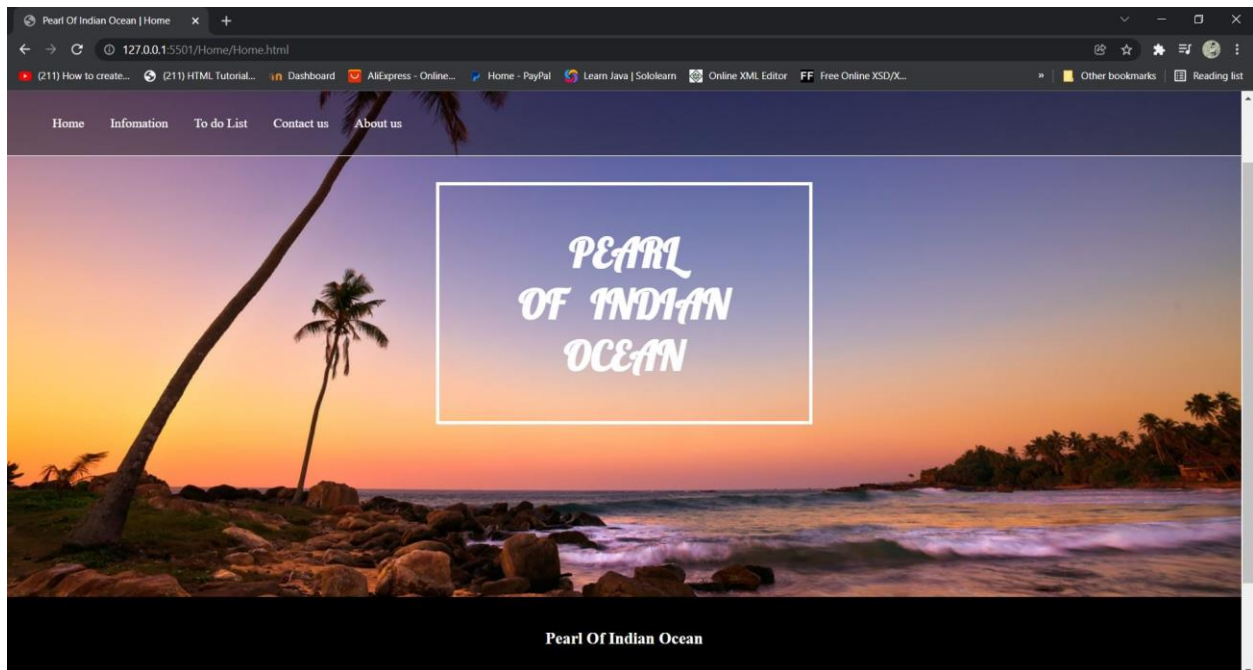 Pearl Of Indian Ocean | Home
127.0.0.1:5501/Home/Home.html
(211) How to create... (211) HTML Tutorial... Dashboard AliExpress - Online... Home - PayPal Learn Java | Sololearn Online XML Editor FF Free Online XSD/X... » Other bookmarks Reading list
Home Infomation To do List Contact us About us
PEARL
OF INDIAN
OCEAN
Pearl Of Indian Ocean